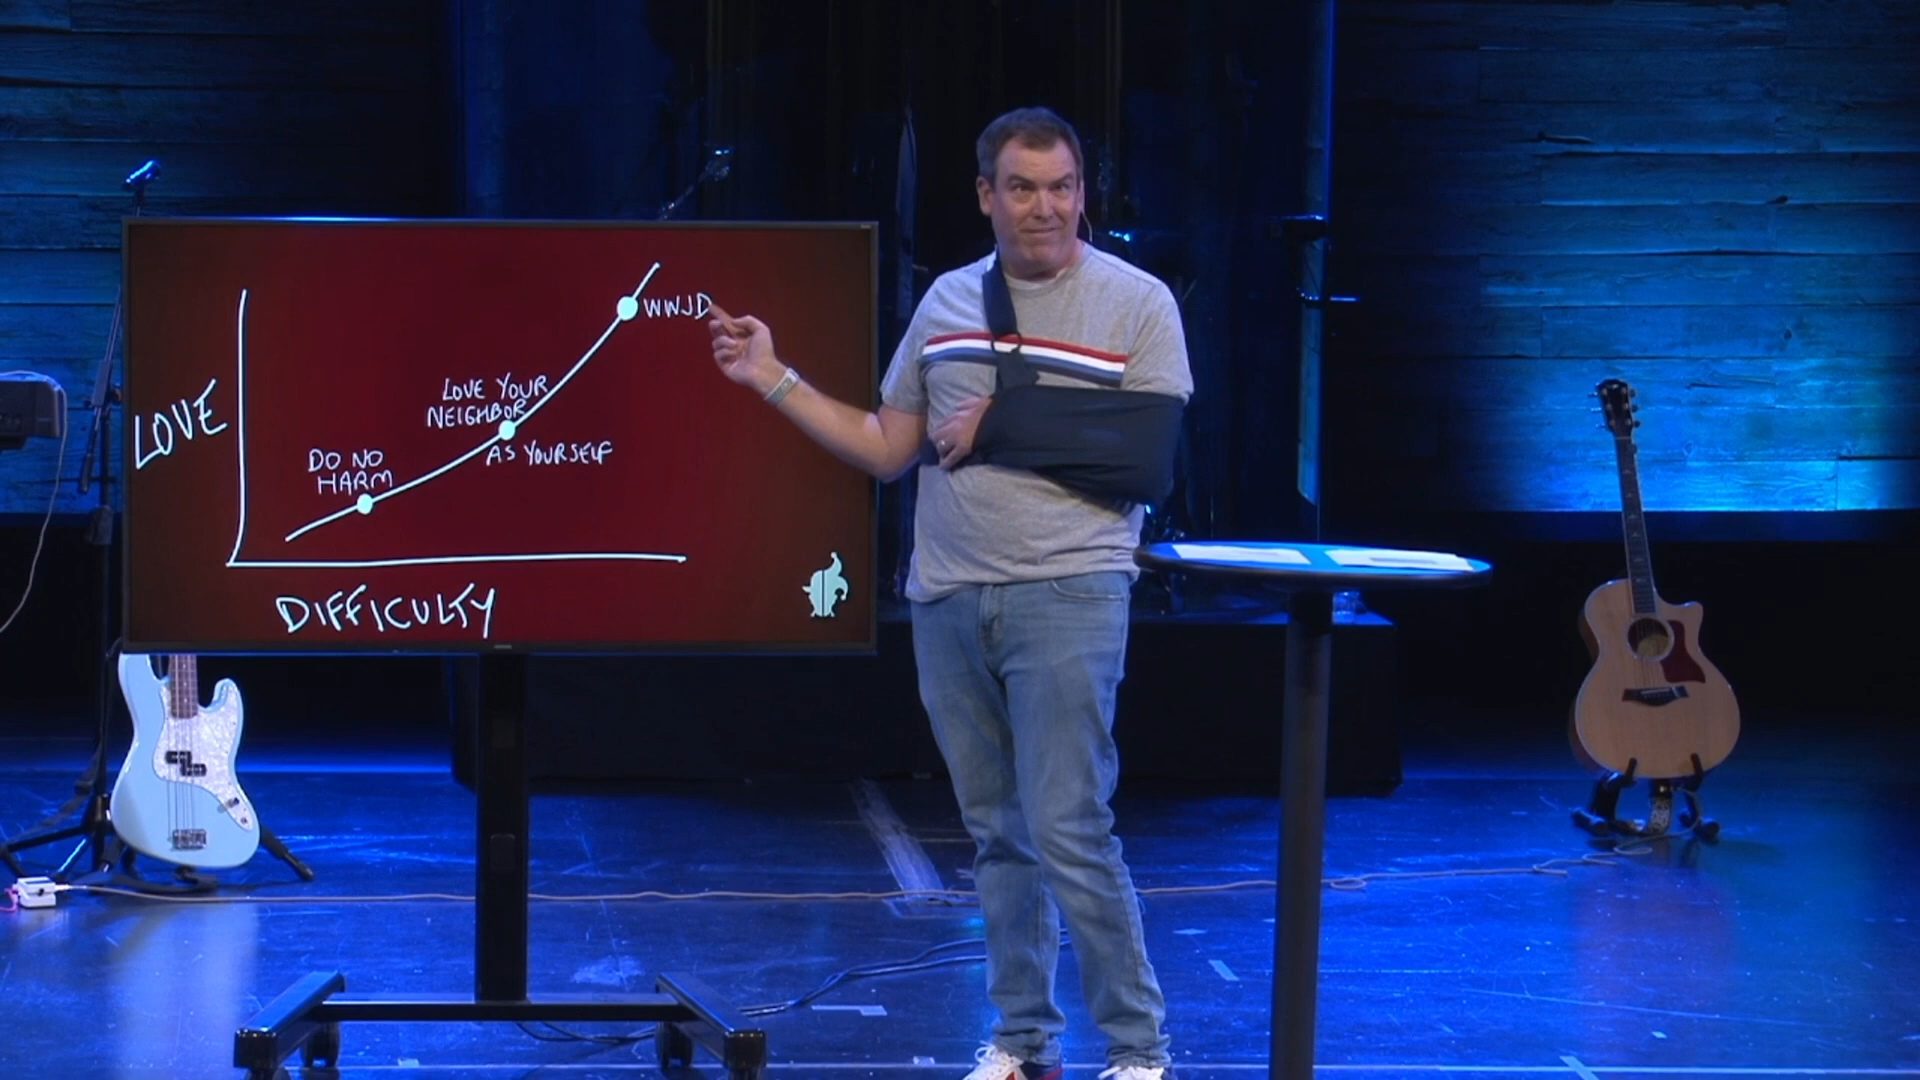 WWJD
LOVE YOUR
NEIGHBOR
AS YOURSELF
DO NO
HARM
LOVE
DIFFICULTY